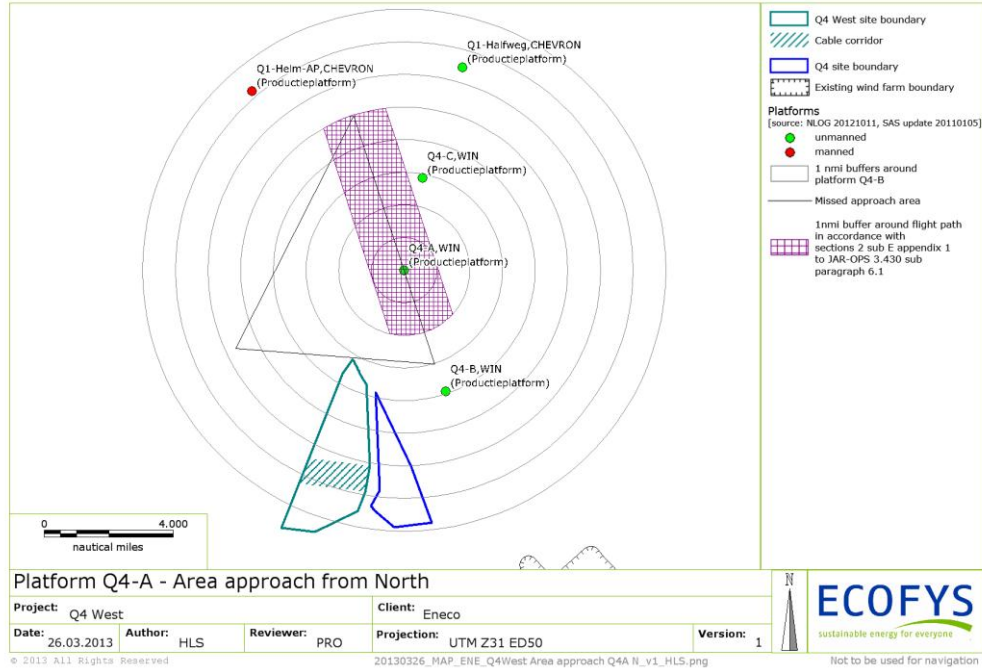 Q1-Halfweg,CHEVRON
(Productieplatform)
Q1-Helm-AP,CHEVRON
(Productieplatform)
Q4-C,WIN
(Productieplatform)
Q4-A,WIN
(Productieplatform)
Q4-B,WIN
(Productieplatform)
0 4.000
nautical miles
Q4 West site boundary
Cable corridor
Q4 site boundary
Existing wind farm boundary
Platforms
[source: NLOG 20121011, SAS update 20110105]
unmanned
manned
1 nmi buffers around
platform Q4-B
Missed approach area
1nmi buffer around flight path
in accordance with
sections 2 sub E appendix 1
to JAR-OPS 3.430 sub
paragraph 6.1
Platform Q4-A - Area approach from North
Project: Q4 West
Client: Eneco
Date: 26.03.2013
Author: HLS
Reviewer: PRO
Projection: UTM Z31 ED50
Version: 1
N
ECOFYS
sustainable energy for everyone
© 2013 All Rights Reserved
20130326_MAP_ENE_Q4West Area approach Q4A N_v1_HLS.png
Not to be used for navigation